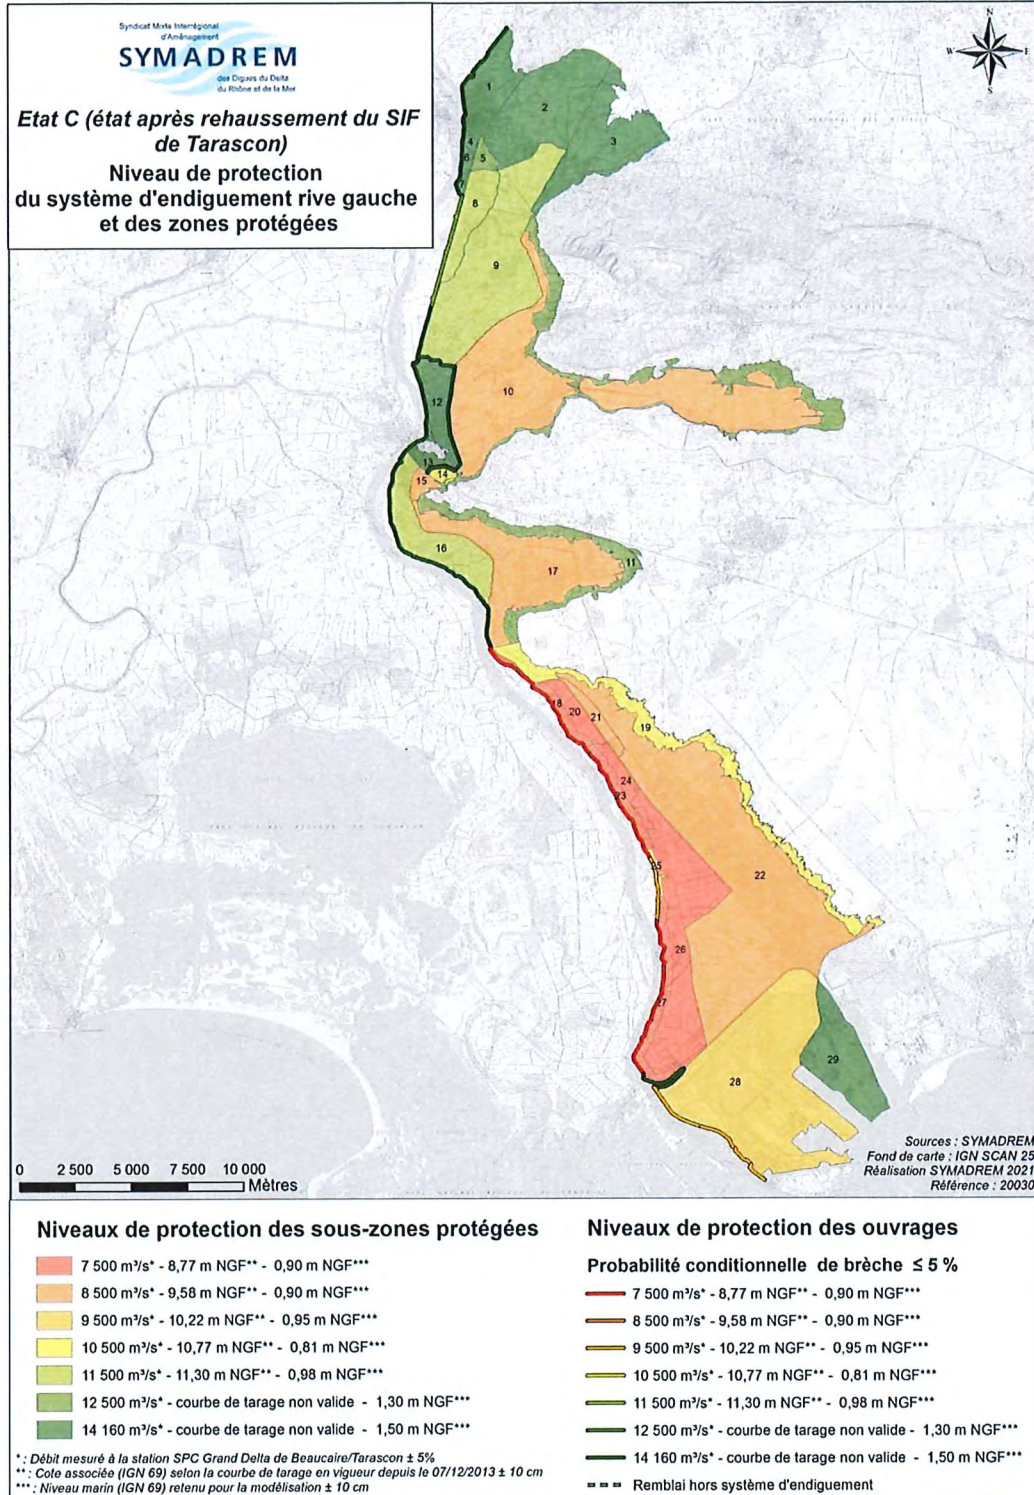 Syndicat Mixte Interrégional
d'Aménagement
SYMADREM
des Digues du Delta
du Rhône et de la Mer
Etat C (état après rehaussement du SIF
de Tarascon)
Niveau de protection
du système d'endiguement rive gauche
et des zones protégées
N
W E
S
1
2
3
4
5
6
8
9
10
12
13
14
15
16
17
11
18
20
21
19
24
23
22
26
27
29
28
Sources : SYMADREM
Fond de carte : IGN SCAN 25
Réalisation SYMADREM 2021
Référence : 20030
0 2 500 5 000 7 500 10 000
Mètres
Niveaux de protection des sous-zones protégées
7 500 m³/s* - 8,77 m NGF** - 0,90 m NGF***
8 500 m³/s* - 9,58 m NGF** - 0,90 m NGF***
9 500 m³/s* - 10,22 m NGF** - 0,95 m NGF***
10 500 m³/s* - 10,77 m NGF** - 0,81 m NGF***
11 500 m³/s* - 11,30 m NGF** - 0,98 m NGF***
12 500 m³/s* - courbe de tarage non valide - 1,30 m NGF***
14 160 m³/s* - courbe de tarage non valide - 1,50 m NGF***
* : Débit mesuré à la station SPC Grand Delta de Beaucaire/Tarascon ± 5%
** : Cote associée (IGN 69) selon la courbe de tarage en vigueur depuis le 07/12/2013 ± 10 cm
*** : Niveau marin (IGN 69) retenu pour la modélisation ± 10 cm
Niveaux de protection des ouvrages
Probabilité conditionnelle de brèche ≤ 5 %
7 500 m³/s* - 8,77 m NGF** - 0,90 m NGF***
8 500 m³/s* - 9,58 m NGF** - 0,90 m NGF***
9 500 m³/s* - 10,22 m NGF** - 0,95 m NGF***
10 500 m³/s* - 10,77 m NGF** - 0,81 m NGF***
11 500 m³/s* - 11,30 m NGF** - 0,98 m NGF***
12 500 m³/s* - courbe de tarage non valide - 1,30 m NGF***
14 160 m³/s* - courbe de tarage non valide - 1,50 m NGF***
Remblai hors système d'endiguement